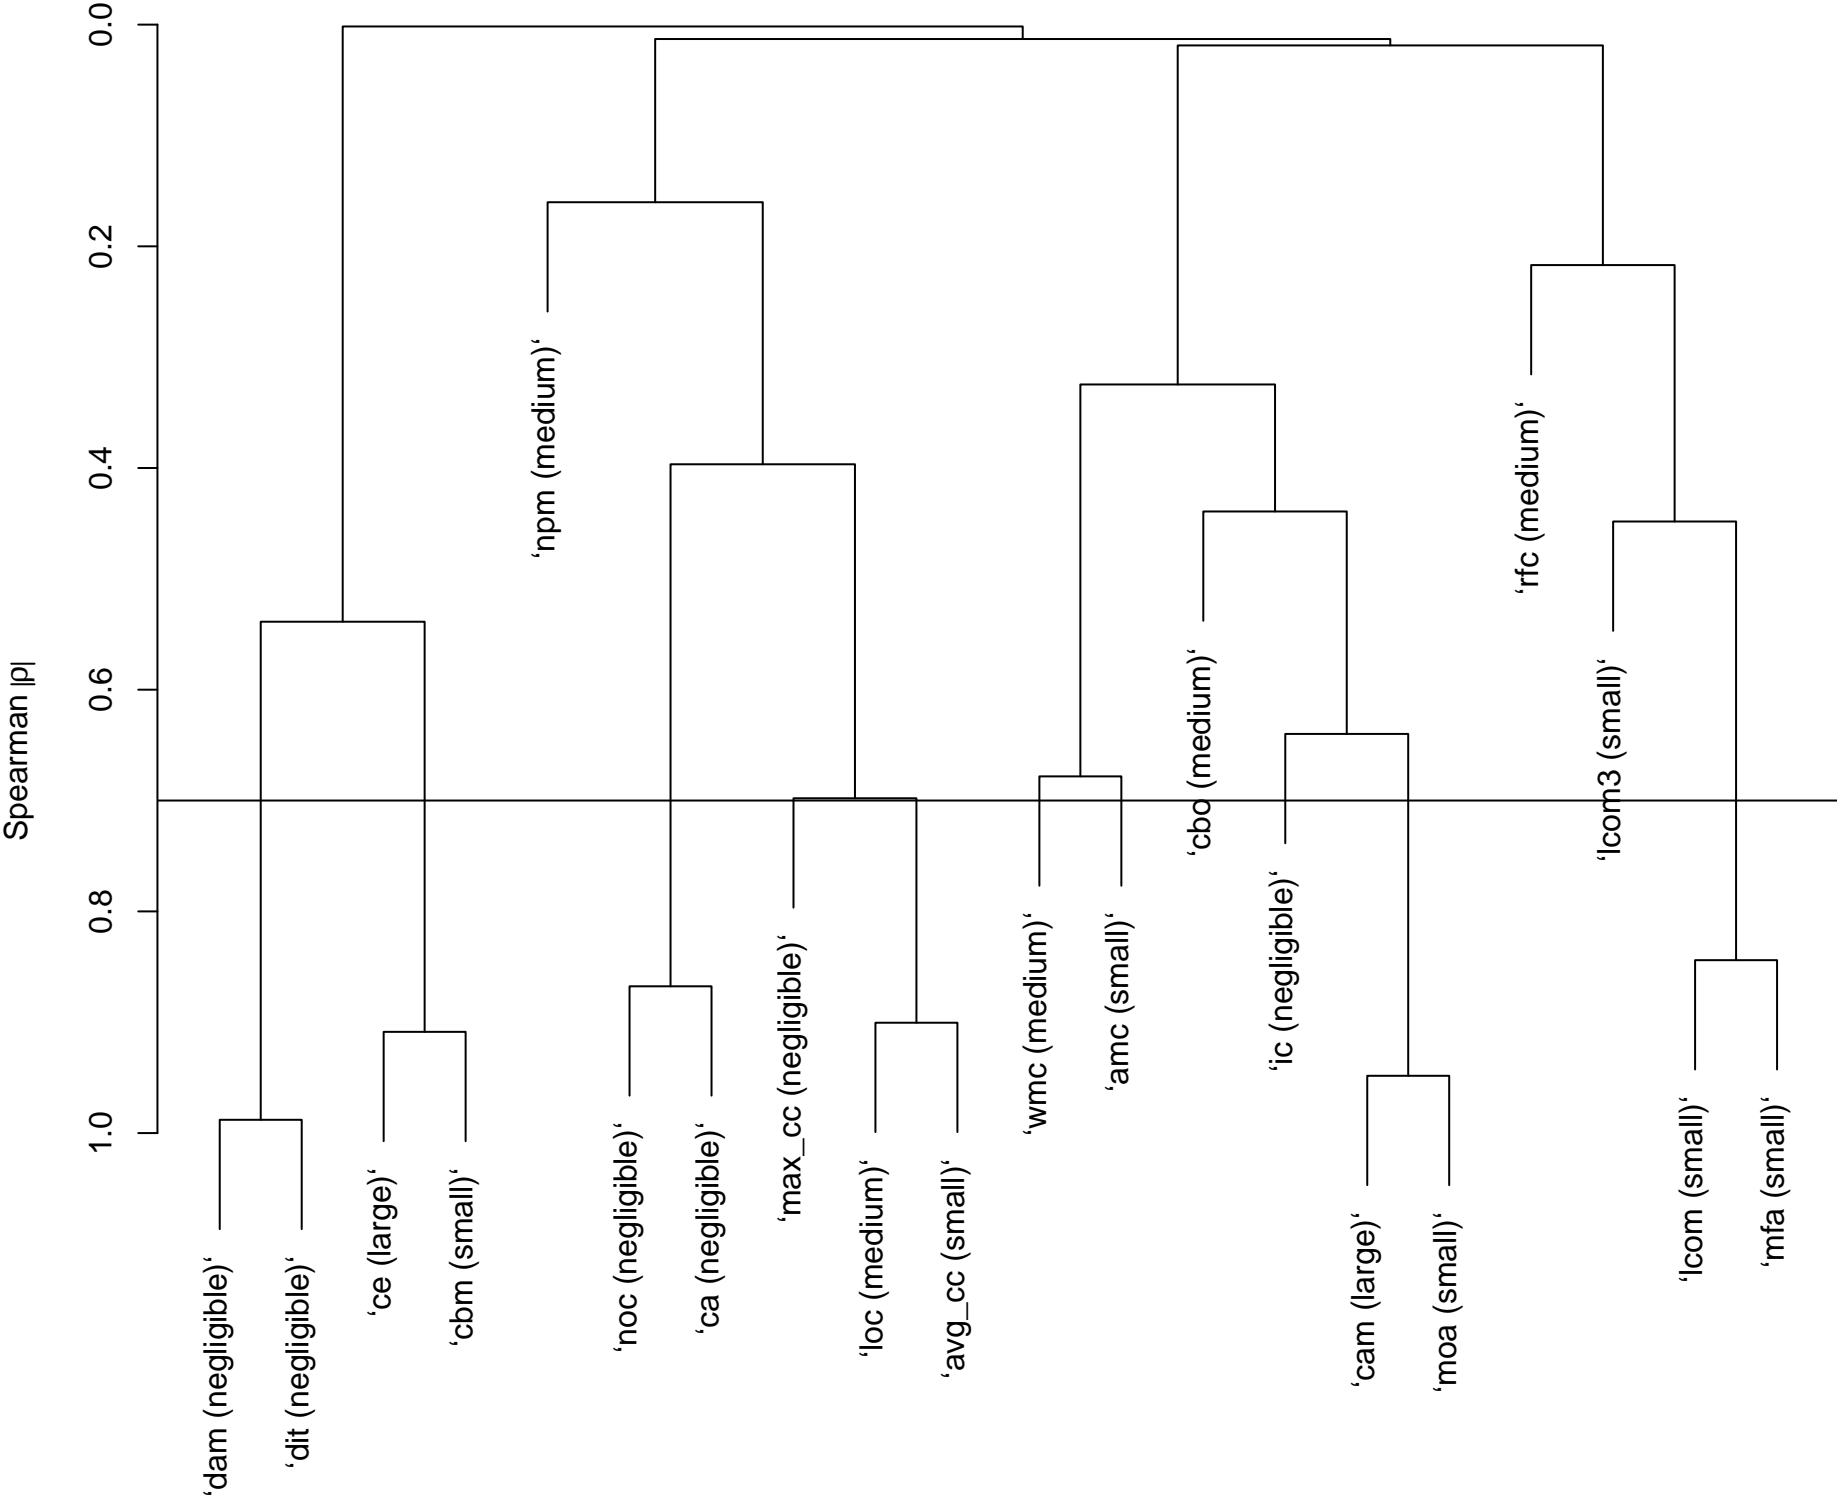 Spearman |ρ|
0.0
0.2
0.4
0.6
0.8
1.0
‘dam (negligible)‘
‘dit (negligible)‘
‘ce (large)‘
‘cbm (small)‘
‘npm (medium)‘
‘noc (negligible)‘
‘ca (negligible)‘
‘max_cc (negligible)‘
‘loc (medium)‘
‘avg_cc (small)‘
‘wmc (medium)‘
‘amc (small)‘
‘cbo (medium)‘
‘ic (negligible)‘
‘cam (large)‘
‘moa (small)‘
‘rfc (medium)‘
‘lcom3 (small)‘
‘lcom (small)‘
‘mfa (small)‘